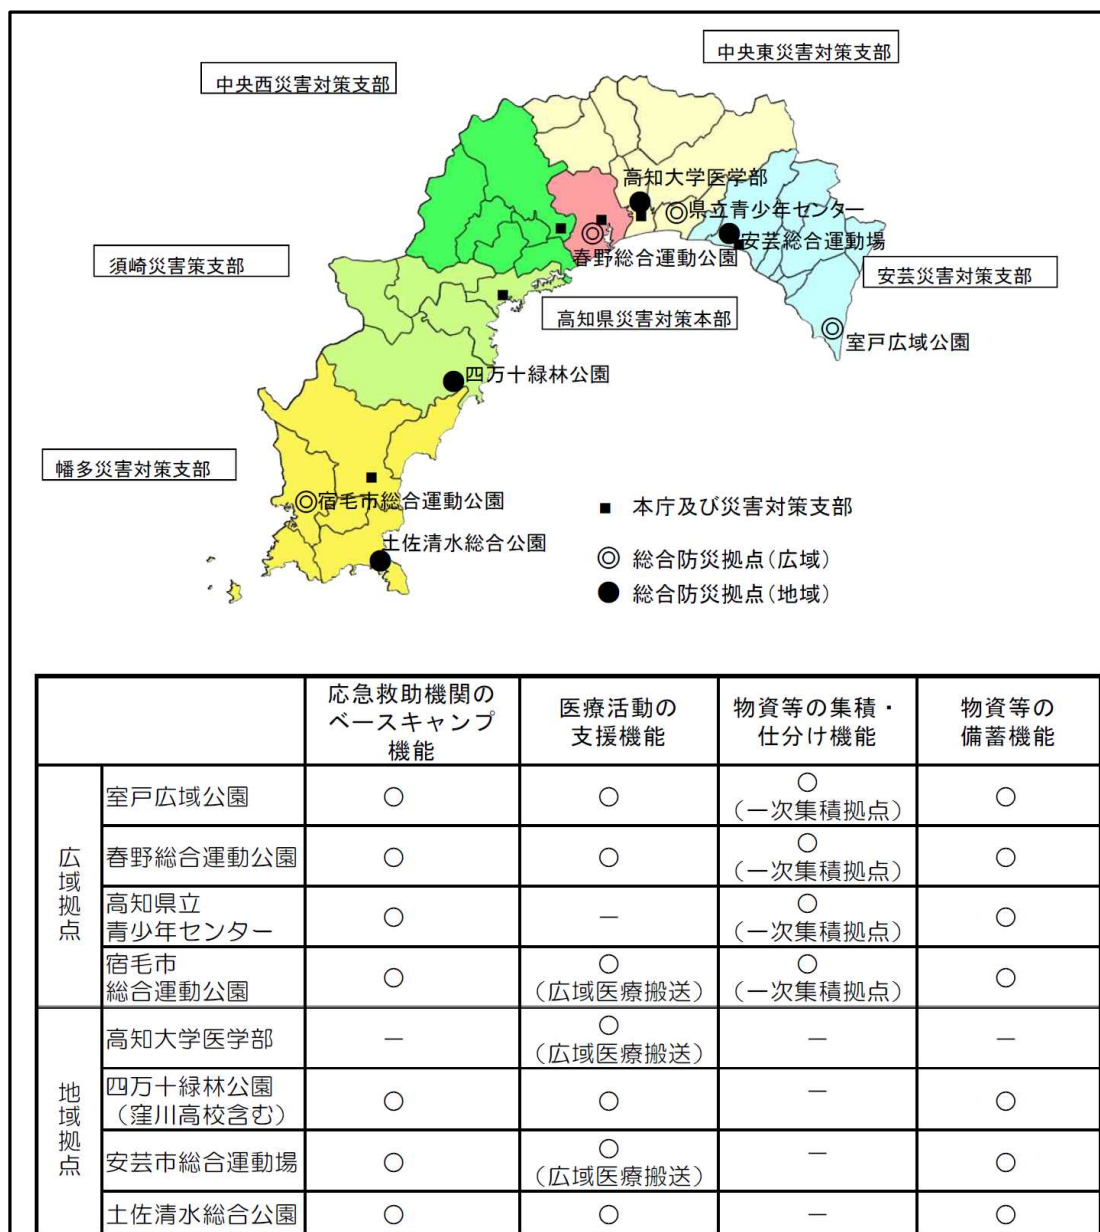 中央東災害対策支部
中央西災害対策支部
高知大学医学部
県立青少年センター
安芸総合運動場
春野総合運動公園
須崎災害策支部
安芸災害対策支部
高知県災害対策本部
室戸広域公園
四万十緑林公園
幡多災害対策支部
宿毛市総合運動公園
土佐清水総合公園
■ 本庁及び災害対策支部
◎ 総合防災拠点(広域)
● 総合防災拠点(地域)
応急救助機関の
ベースキャンプ
機能
医療活動の
支援機能
物資等の集積・
仕分け機能
物資等の
備蓄機能
広域拠点
室戸広域公園 ○ ○ ○
(一次集積拠点) ○
春野総合運動公園 ○ ○ ○
(一次集積拠点) ○
高知県立
青少年センター ○ － ○
(一次集積拠点) ○
宿毛市
総合運動公園 ○ ○
(広域医療搬送) ○
(一次集積拠点) ○
地域拠点
高知大学医学部 － ○
(広域医療搬送) － －
四万十緑林公園
(窪川高校含む) ○ ○ － ○
安芸市総合運動場 ○ ○
(広域医療搬送) － ○
土佐清水総合公園 ○ ○ － ○